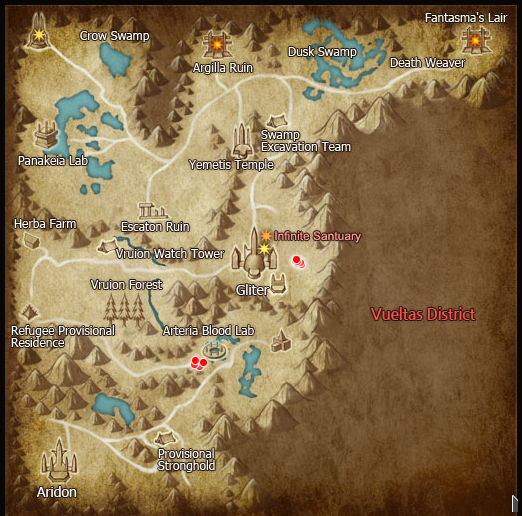 Fantasma's Lair
Crow Swamp
Dusk Swamp
Argilla Ruin
Death Weaver
Swamp
Excavation Team
Panakeia Lab
Yemetis Temple
Herba Farm
Escaton Ruin
Infinite Santuary
Vruion Watch Tower
Vruion Forest
Gliter
Vueltas District
Refugee Provisional
Residence
Arteria Blood Lab
Provisional
Stronghold
Aridon